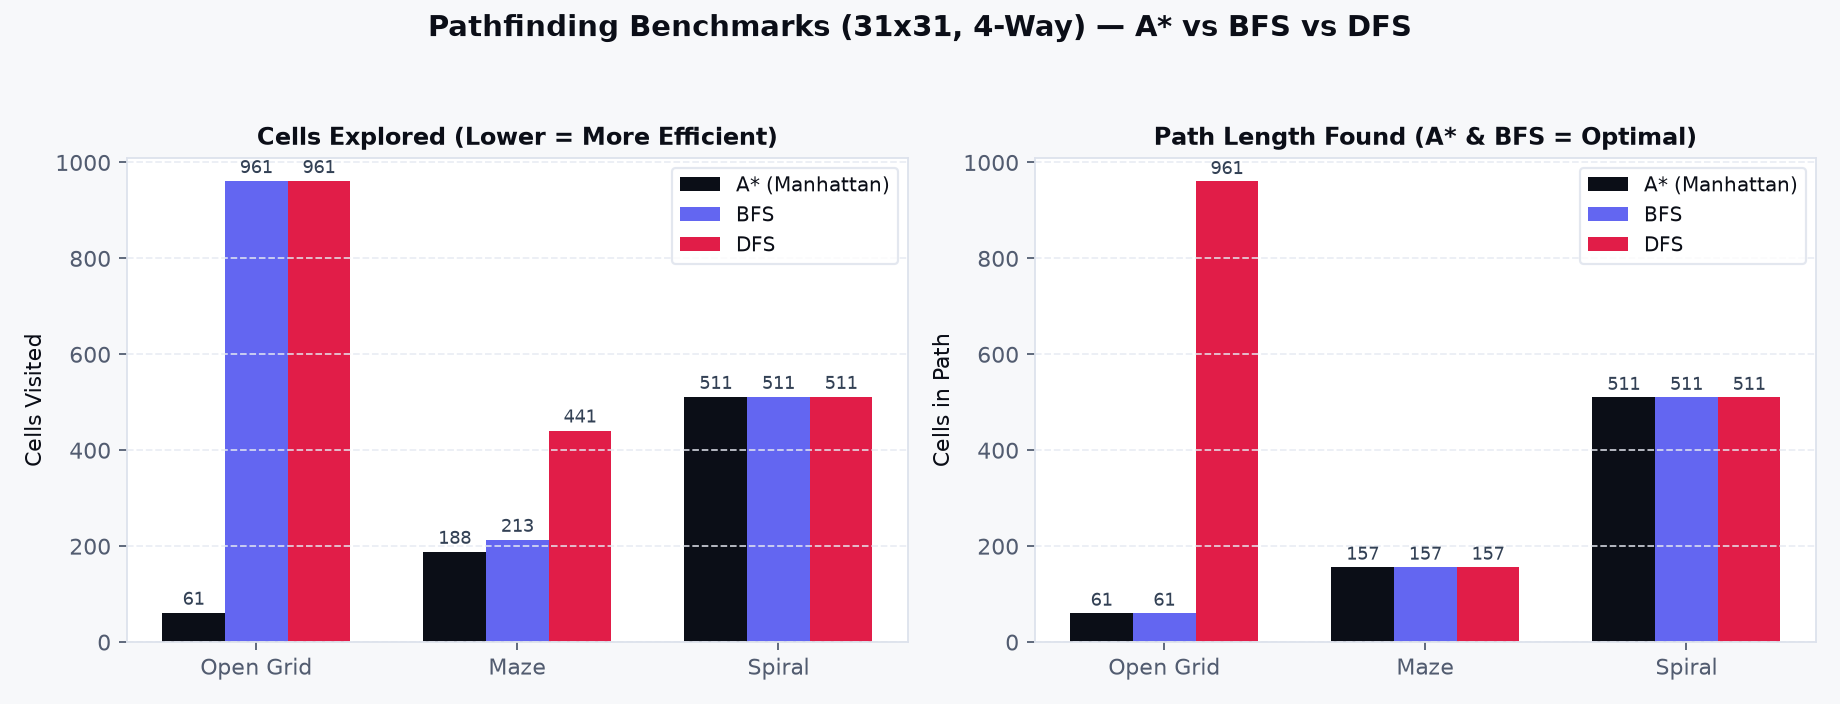 Pathfinding Benchmarks (31x31, 4-Way) — A* vs BFS vs DFS
Cells Explored (Lower = More Efficient)
Cells Visited
1000
800
600
400
200
0
961
961
61
188
213
441
511
511
511
A* (Manhattan)
BFS
DFS
Open Grid
Maze
Spiral
Path Length Found (A* & BFS = Optimal)
Cells in Path
1000
800
600
400
200
0
961
61
61
157
157
157
511
511
511
A* (Manhattan)
BFS
DFS
Open Grid
Maze
Spiral